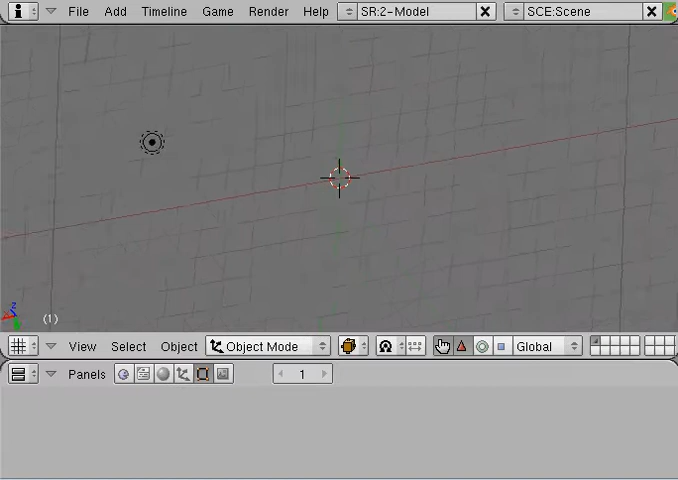 File Add Timeline Game Render Help SR:2-Model SCE:Scene
z
(1)
View Select Object Object Mode Global
Panels 1